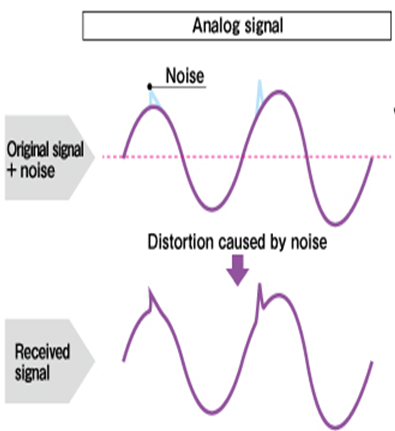 Analog signal
Noise
Original signal
+ noise
Distortion caused by noise
Received
signal